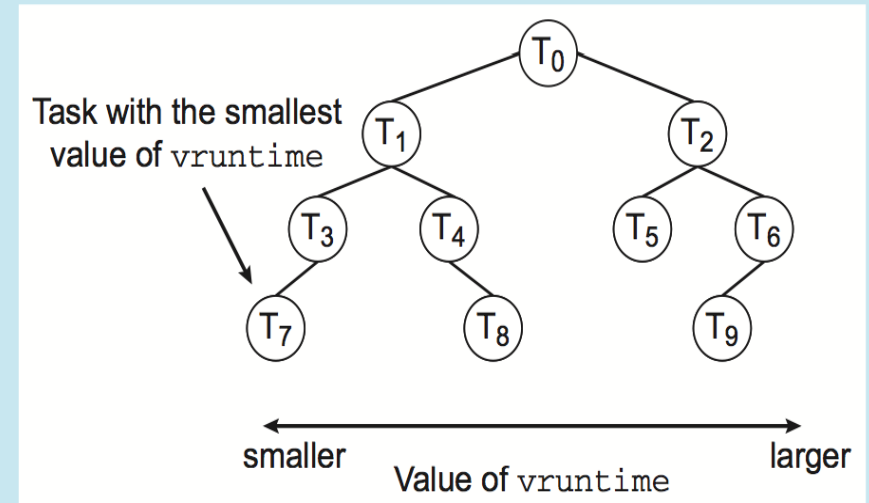 T0
Task with the smallest
value of vruntime
T1
T2
T3
T4
T5
T6
T7
T8
T9
smaller
larger
Value of vruntime